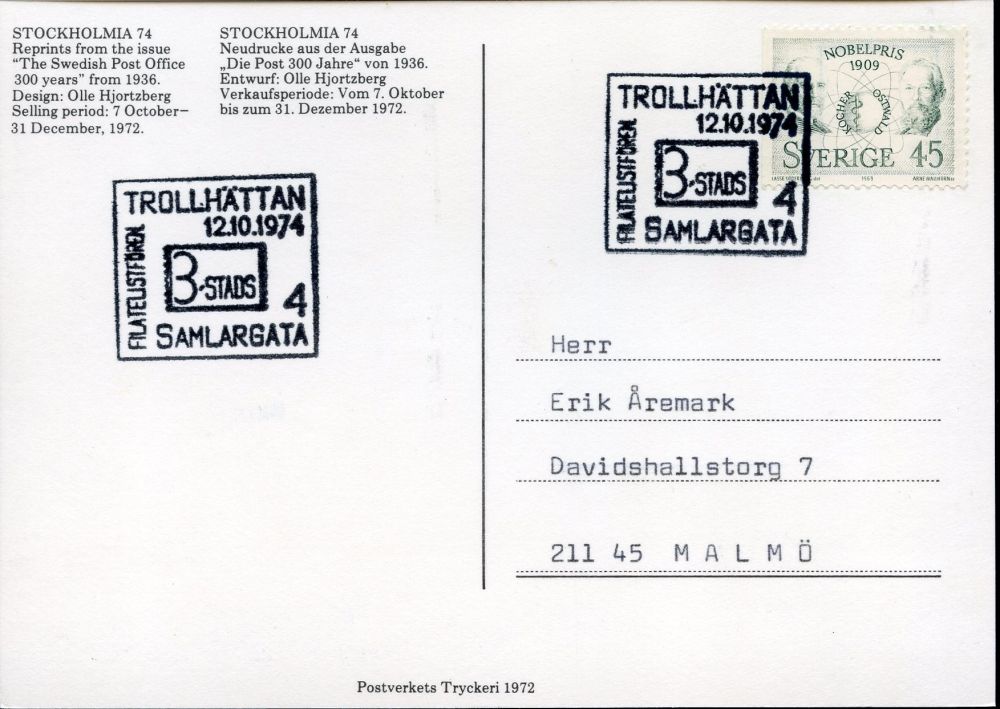 STOCKHOLMIA 74
Reprints from the issue
“The Swedish Post Office
300 years” from 1936.
Design: Olle Hjortzberg
Selling period: 7 October–
31 December, 1972.
STOCKHOLMIA 74
Neudrucke aus der Ausgabe
„Die Post 300 Jahre“ von 1936.
Entwurf: Olle Hjortzberg
Verkaufsperiode: Vom 7. Oktober
bis zum 31. Dezember 1972.
TROLLHÄTTAN
12.10.1974
FILATELISTFÖREN.
3-STADS
4
SAMLARGATA
TROLLHÄTTAN
12.10.1974
FILATELISTFÖREN.
3-STADS
4
SAMLARGATA
NOBELPRIS
1909
KOCHER
OSTWALD
SVERIGE 45
1969
Herr
Erik Åremark
Davidshallstorg 7
211 45 MALMÖ
Postverkets Tryckeri 1972